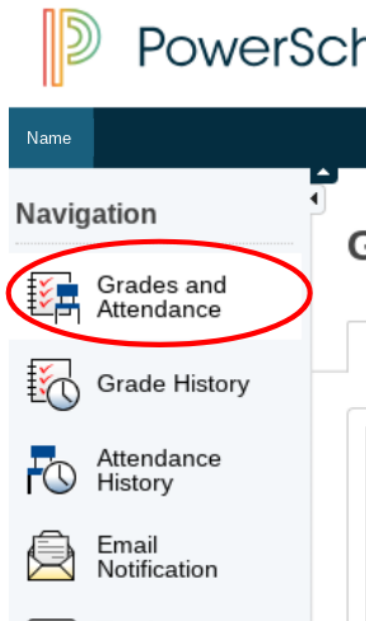 PowerSch
Name
Navigation
G
Grades and
Attendance
Grade History
Attendance
History
Email
Notification